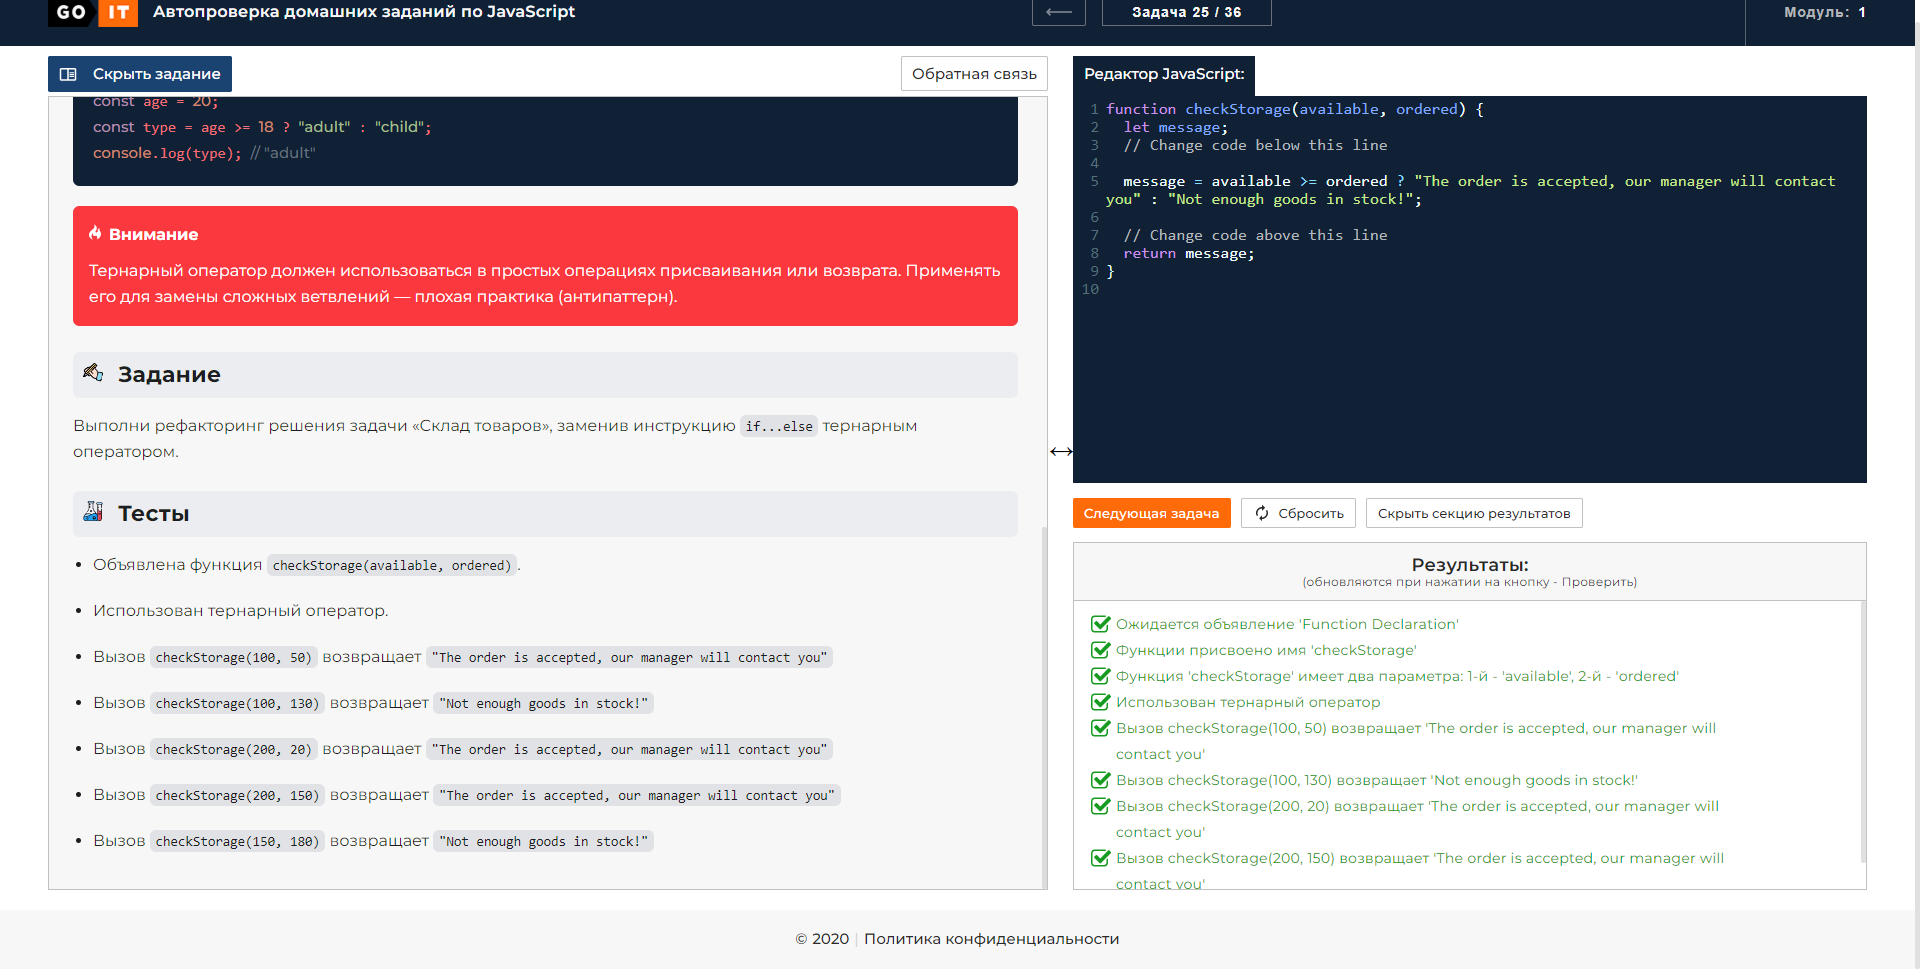 GO IT Автопроверка домашних заданий по JavaScript
Задача 25 / 36
Модуль: 1
Скрыть задание
Обратная связь
const age = 20;
const type = age >= 18 ? "adult" : "child";
console.log(type); // "adult"
Внимание
Тернарный оператор должен использоваться в простых операциях присваивания или возврата. Применять
его для замены сложных ветвлений — плохая практика (антипаттерн).
Задание
Выполни рефакторинг решения задачи «Склад товаров», заменив инструкцию if...else тернарным
оператором.
Тесты
• Объявлена функция checkStorage(available, ordered).
• Использован тернарный оператор.
• Вызов checkStorage(100, 50) возвращает "The order is accepted, our manager will contact you"
• Вызов checkStorage(100, 130) возвращает "Not enough goods in stock!"
• Вызов checkStorage(200, 20) возвращает "The order is accepted, our manager will contact you"
• Вызов checkStorage(200, 150) возвращает "The order is accepted, our manager will contact you"
• Вызов checkStorage(150, 180) возвращает "Not enough goods in stock!"
Редактор JavaScript:
1 function checkStorage(available, ordered) {
2 let message;
3 // Change code below this line
4
5 message = available >= ordered ? "The order is accepted, our manager will contact
you" : "Not enough goods in stock!";
6
7 // Change code above this line
8 return message;
9 }
10
Следующая задача
Сбросить
Скрыть секцию результатов
Результаты:
(обновляются при нажатии на кнопку - Проверить)
Ожидается объявление 'Function Declaration'
Функции присвоено имя 'checkStorage'
Функция 'checkStorage' имеет два параметра: 1-й - 'available', 2-й - 'ordered'
Использован тернарный оператор
Вызов checkStorage(100, 50) возвращает 'The order is accepted, our manager will
contact you'
Вызов checkStorage(100, 130) возвращает 'Not enough goods in stock!'
Вызов checkStorage(200, 20) возвращает 'The order is accepted, our manager will
contact you'
Вызов checkStorage(200, 150) возвращает 'The order is accepted, our manager will
contact you'
© 2020 | Политика конфиденциальности